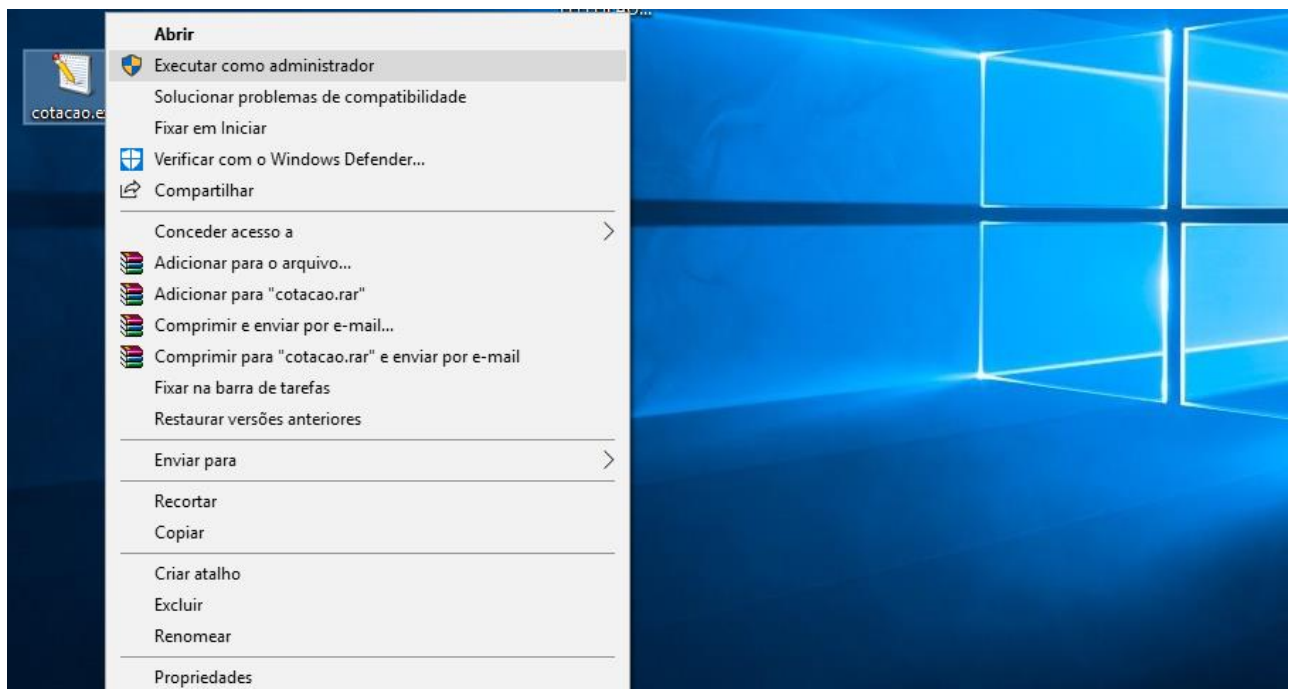 cotacao.e
Abrir
Executar como administrador
Solucionar problemas de compatibilidade
Fixar em Iniciar
Verificar com o Windows Defender...
Compartilhar
Conceder acesso a
Adicionar para o arquivo...
Adicionar para "cotacao.rar"
Comprimir e enviar por e-mail...
Comprimir para "cotacao.rar" e enviar por e-mail
Fixar na barra de tarefas
Restaurar versões anteriores
Enviar para
Recortar
Copiar
Criar atalho
Excluir
Renomear
Propriedades